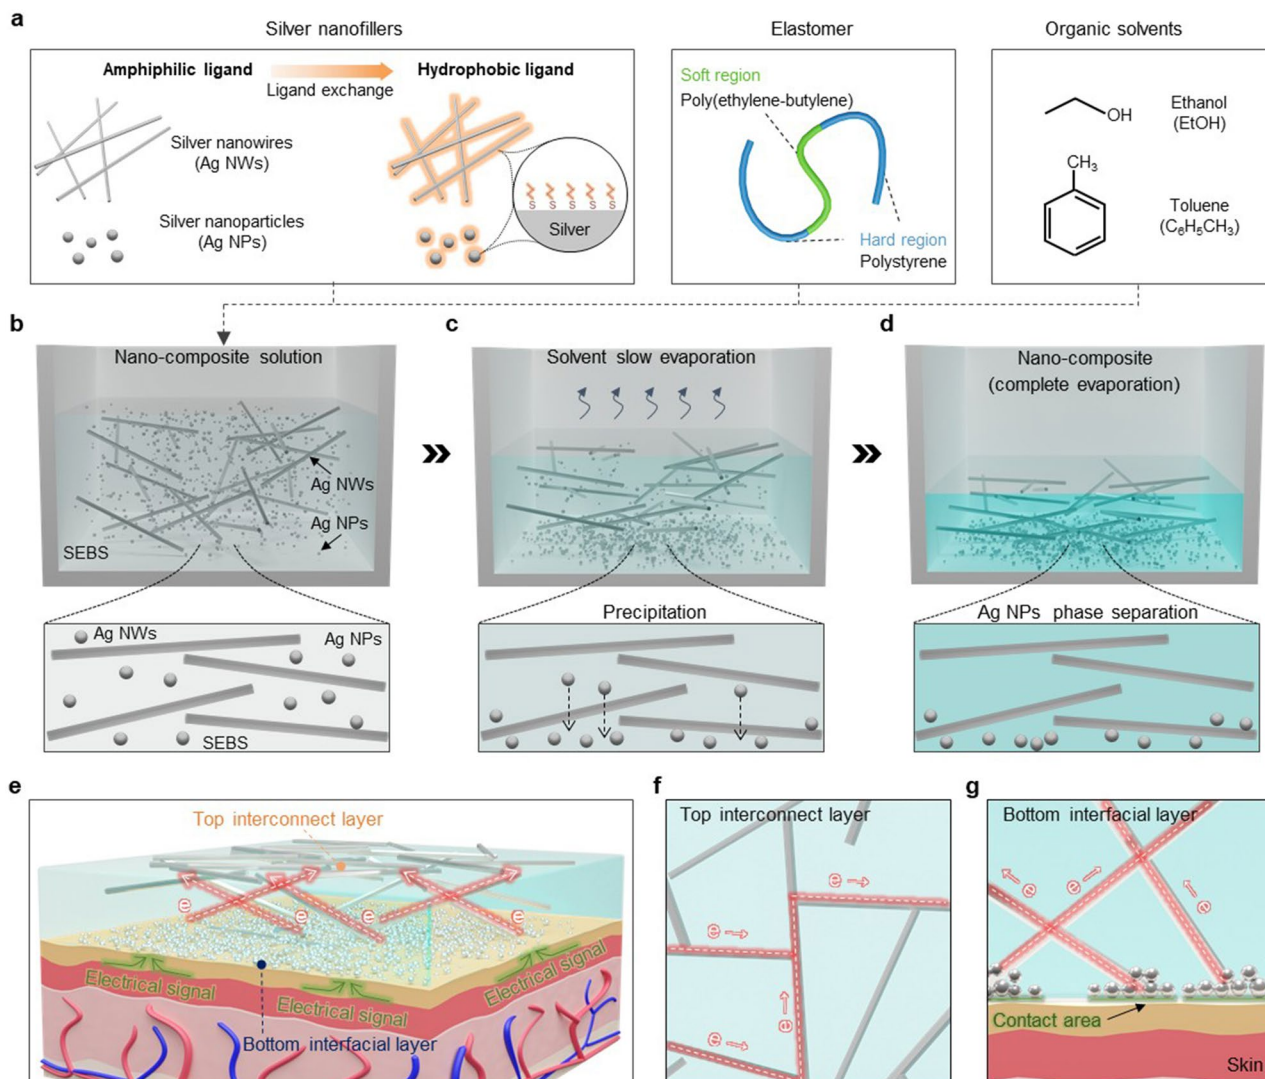 a
Silver nanofillers
Elastomer
Organic solvents
Amphiphilic ligand
Hydrophobic ligand
Ligand exchange
Silver nanowires
(Ag NWs)
Silver nanoparticles
(Ag NPs)
S S S S S
Silver
Soft region
Poly(ethylene-butylene)
Hard region
Polystyrene
OH
Ethanol
(EtOH)
CH₃
Toluene
(C₆H₅CH₃)
b
Nano-composite solution
Ag NWs
Ag NPs
SEBS
Ag NWs
Ag NPs
SEBS
c
Solvent slow evaporation
Precipitation
d
Nano-composite
(complete evaporation)
Ag NPs phase separation
e
Top interconnect layer
e e e e
Electrical signal
Electrical signal
Electrical signal
Bottom interfacial layer
f
Top interconnect layer
e
e
e
e
g
Bottom interfacial layer
e
e
e
Contact area
Skin